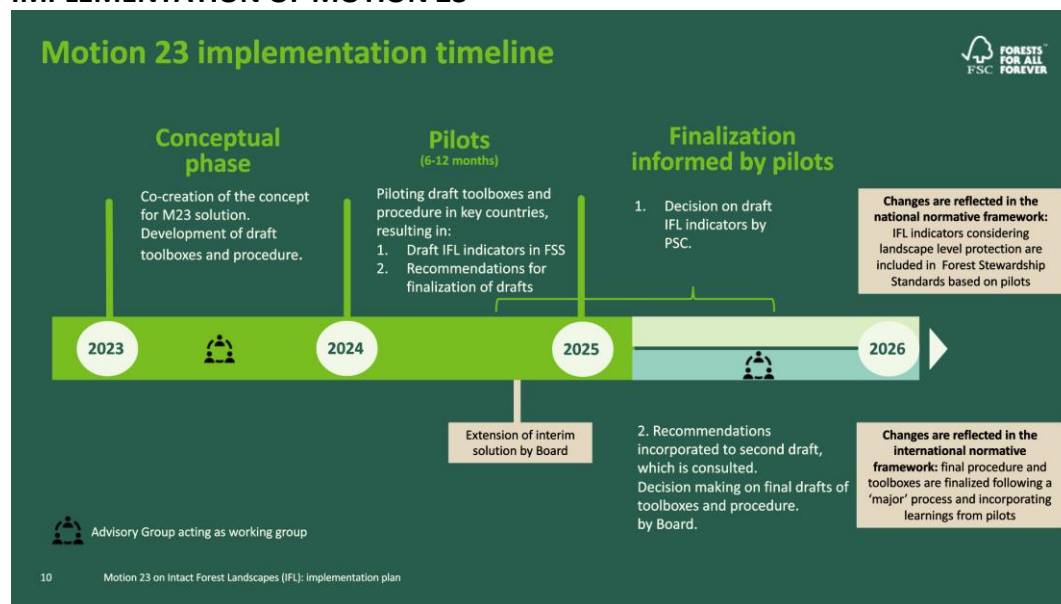 IMPLEMENTATION OF MOTION 23
Motion 23 implementation timeline
FSC
FORESTS™
FOR ALL
FOREVER
Conceptual
phase
Co-creation of the concept
for M23 solution.
Development of draft
toolboxes and procedure.
Pilots
(6-12 months)
Piloting draft toolboxes and
procedure in key countries,
resulting in:
1. Draft IFL indicators in FSS
2. Recommendations for
finalization of drafts
Finalization
informed by pilots
1. Decision on draft
IFL indicators by
PSC.
Changes are reflected in the
national normative framework:
IFL indicators considering
landscape level protection are
included in Forest Stewardship
Standards based on pilots
2023
2024
2025
2026
Extension of interim
solution by Board
2. Recommendations
incorporated to second draft,
which is consulted.
Decision making on final drafts of
toolboxes and procedure.
by Board.
Changes are reflected in the
international normative
framework: final procedure and
toolboxes are finalized following a
‘major’ process and incorporating
learnings from pilots
Advisory Group acting as working group
10 Motion 23 on Intact Forest Landscapes (IFL): implementation plan